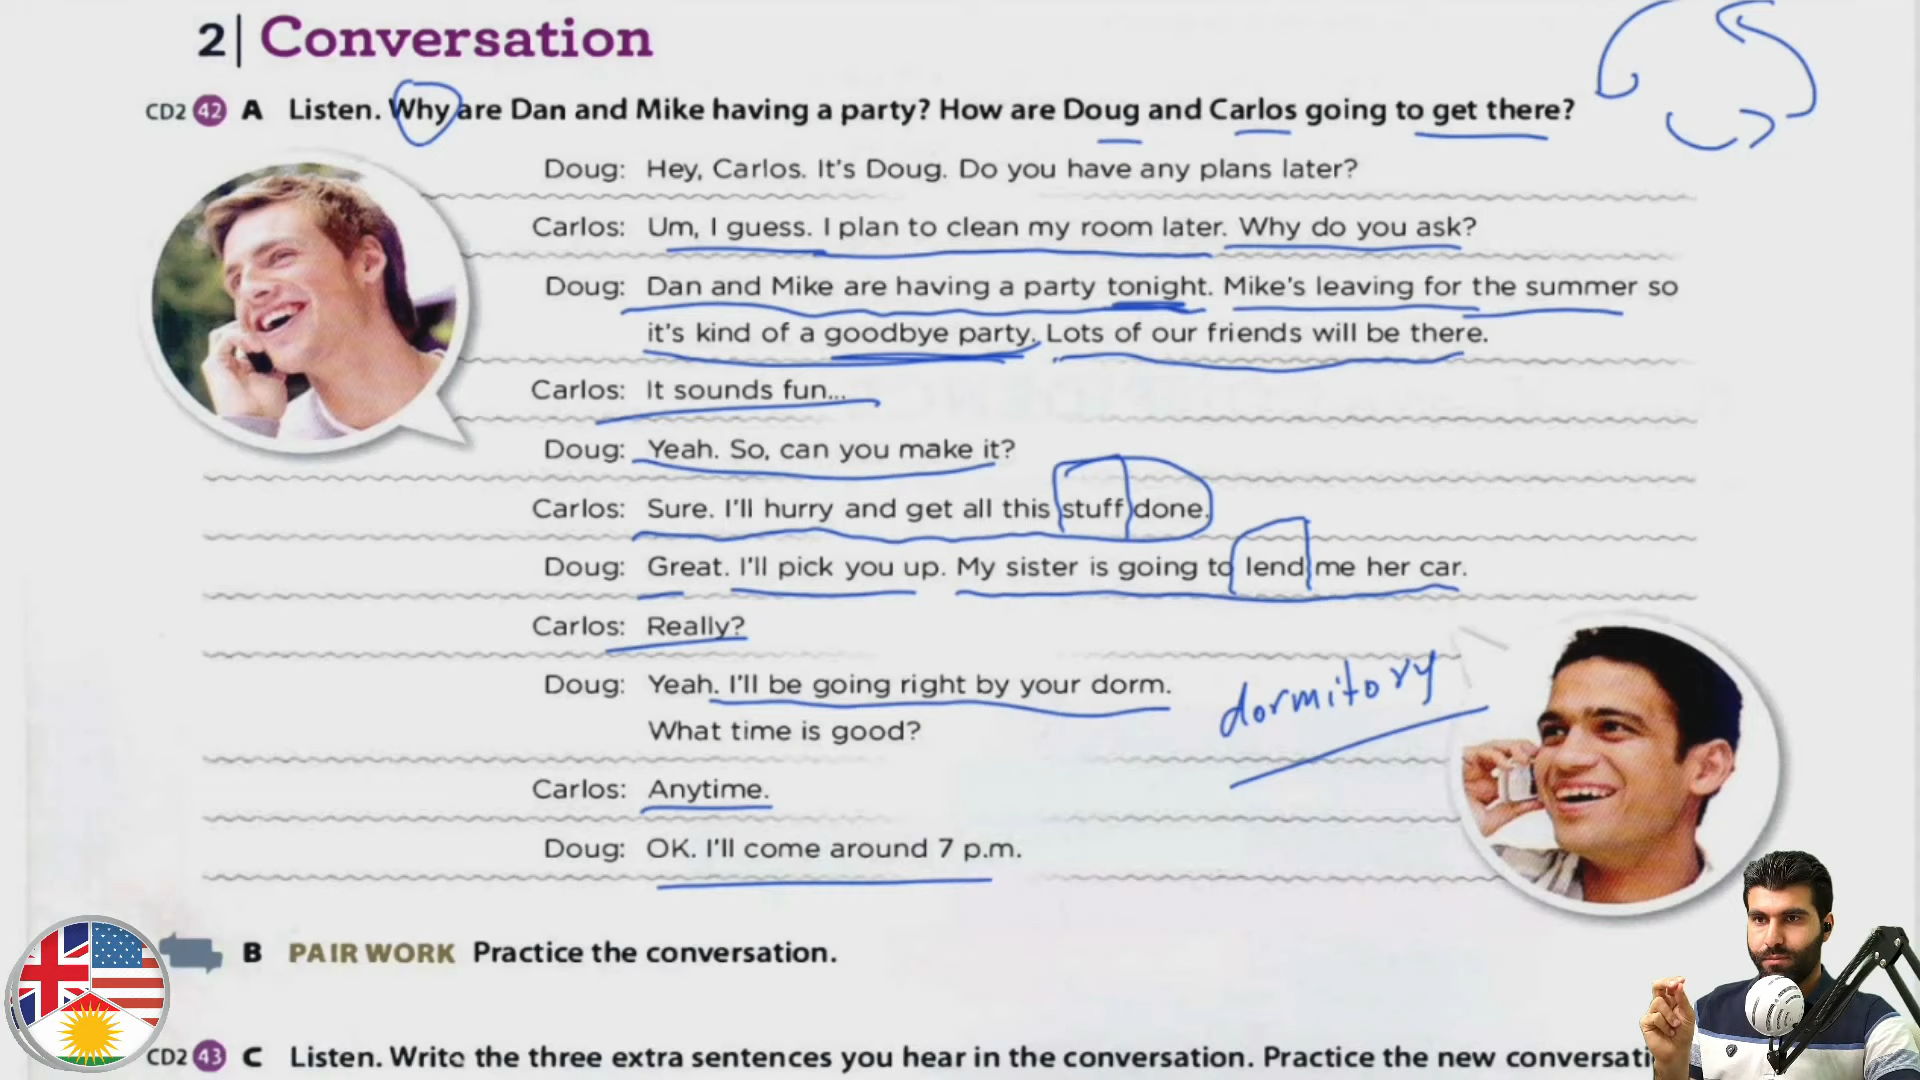 2 | Conversation
CD2 42 A Listen. Why are Dan and Mike having a party? How are Doug and Carlos going to get there?
Doug: Hey, Carlos. It's Doug. Do you have any plans later?
Carlos: Um, I guess. I plan to clean my room later. Why do you ask?
Doug: Dan and Mike are having a party tonight. Mike's leaving for the summer so
it's kind of a goodbye party. Lots of our friends will be there.
Carlos: It sounds fun...
Doug: Yeah. So, can you make it?
Carlos: Sure. I'll hurry and get all this stuff done.
Doug: Great. I'll pick you up. My sister is going to lend me her car.
Carlos: Really?
Doug: Yeah. I'll be going right by your dorm.
dormitory
What time is good?
Carlos: Anytime.
Doug: OK. I'll come around 7 p.m.
B PAIR WORK Practice the conversation.
CD2 43 C Listen. Write the three extra sentences you hear in the conversation. Practice the new conversati